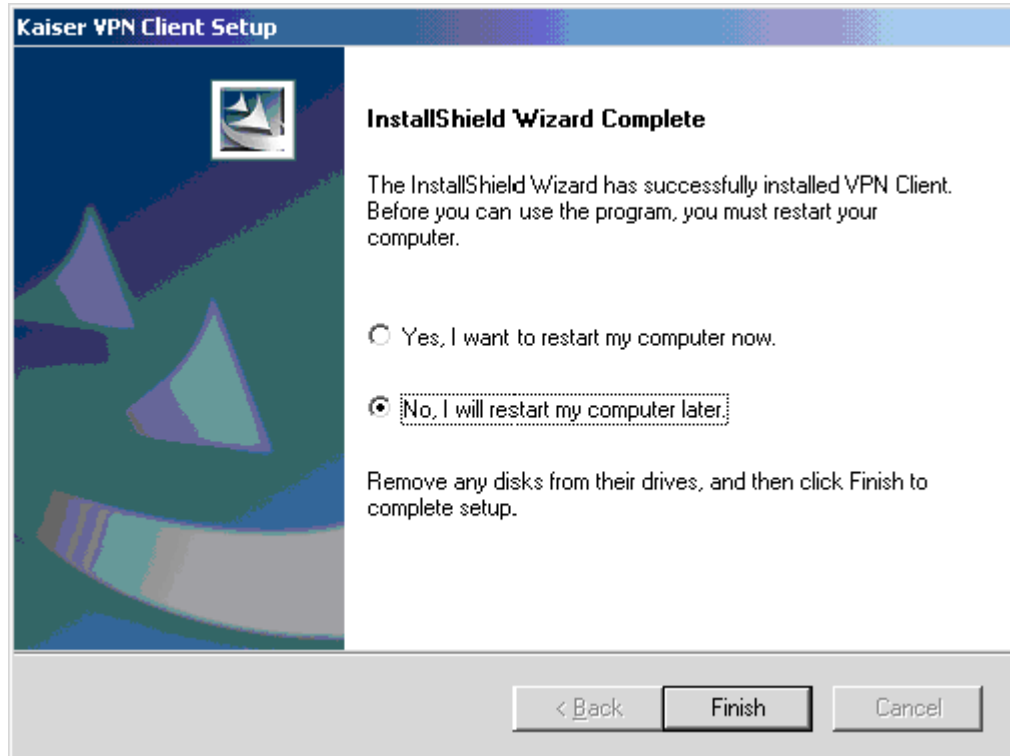 Kaiser VPN Client Setup
InstallShield Wizard Complete
The InstallShield Wizard has successfully installed VPN Client.
Before you can use the program, you must restart your
computer.
Yes, I want to restart my computer now.
No, I will restart my computer later.
Remove any disks from their drives, and then click Finish to
complete setup.
< Back
Finish
Cancel